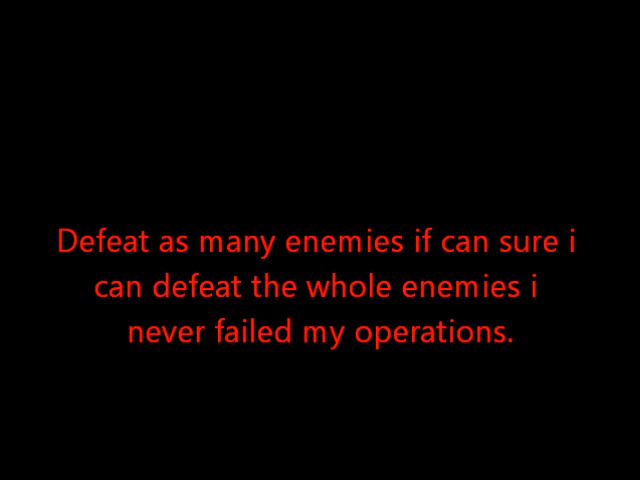 Defeat as many enemies if can sure i
can defeat the whole enemies i
never failed my operations.